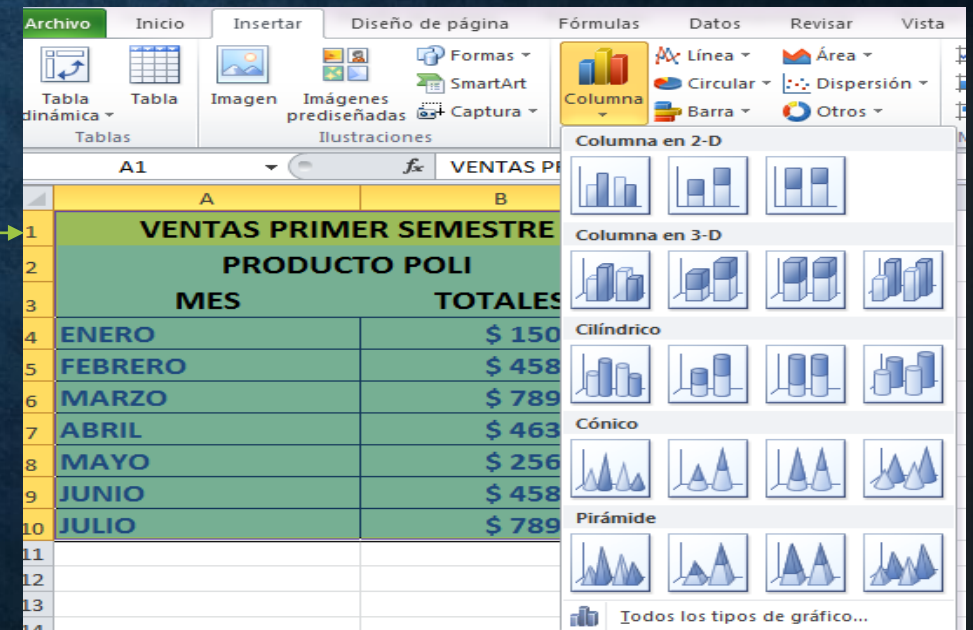 Archivo Inicio Insertar Diseño de página Fórmulas Datos Revisar Vista
Tabla dinámica
Tabla
Tablas
Imagen
Imágenes prediseñadas
Formas
SmartArt
Captura
Ilustraciones
Columna
Línea
Circular
Barra
Área
Dispersión
Otros
A1 fx VENTAS P
A B
1 VENTAS PRIMER SEMESTRE
2 PRODUCTO POLI
3 MES TOTALES
4 ENERO $ 150
5 FEBRERO $ 458
6 MARZO $ 789
7 ABRIL $ 463
8 MAYO $ 256
9 JUNIO $ 458
10 JULIO $ 789
11
12
13
14
Columna en 2-D
Columna en 3-D
Cilíndrico
Cónico
Pirámide
Todos los tipos de gráfico...